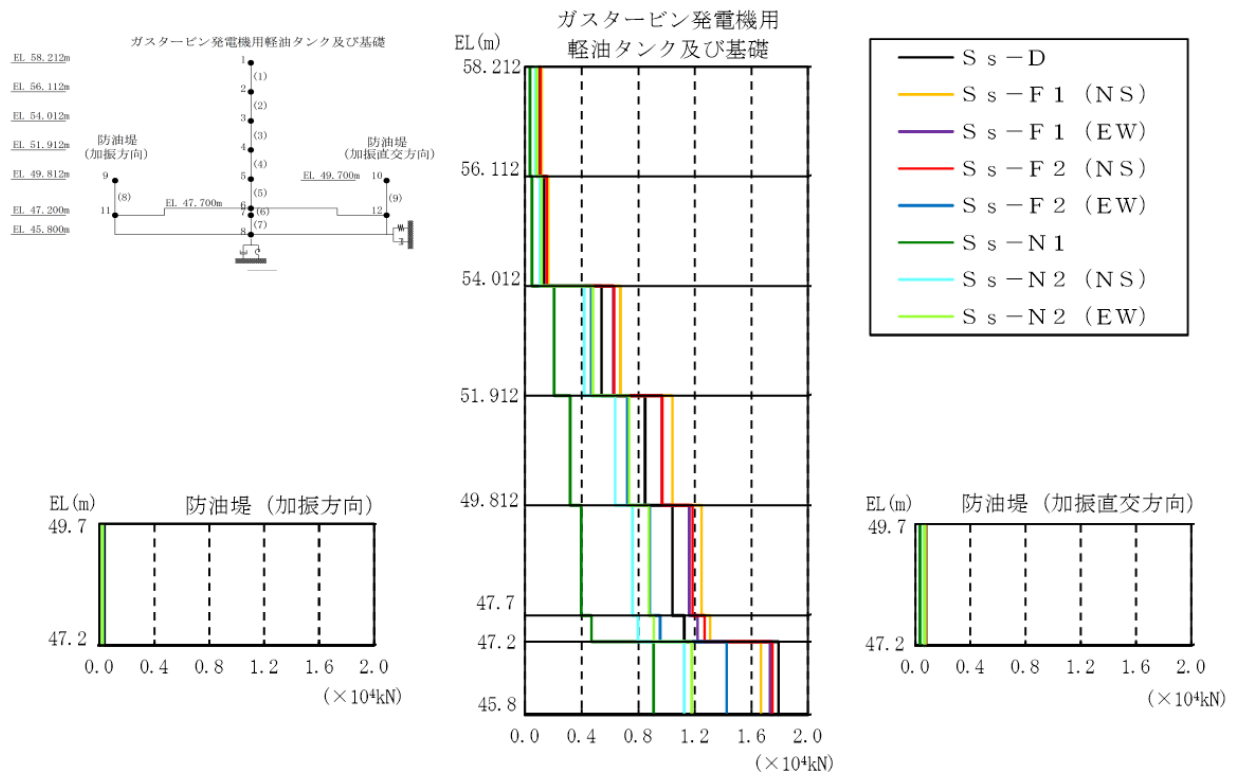 ガスタービン発電機用軽油タンク及び基礎
EL 58.212m
EL 56.112m
EL 54.012m
EL 51.912m
EL 49.812m
EL 47.200m
EL 45.800m
防油堤
(加振方向)
防油堤
(加振直交方向)
EL 49.700m
EL 47.700m
1
(1)
2
(2)
3
(3)
4
(4)
5
(5)
6
(6)
7
(7)
8
9
(8)
11
10
(9)
12
ガスタービン発電機用
軽油タンク及び基礎
EL(m)
58.212
56.112
54.012
51.912
49.812
47.7
47.2
45.8
0.0 0.4 0.8 1.2 1.6 2.0
(×10⁴kN)
Ss-D
Ss-F1 (NS)
Ss-F1 (EW)
Ss-F2 (NS)
Ss-F2 (EW)
Ss-N1
Ss-N2 (NS)
Ss-N2 (EW)
EL(m)
防油堤 (加振方向)
49.7
47.2
0.0 0.4 0.8 1.2 1.6 2.0
(×10⁴kN)
EL(m)
防油堤 (加振直交方向)
49.7
47.2
0.0 0.4 0.8 1.2 1.6 2.0
(×10⁴kN)